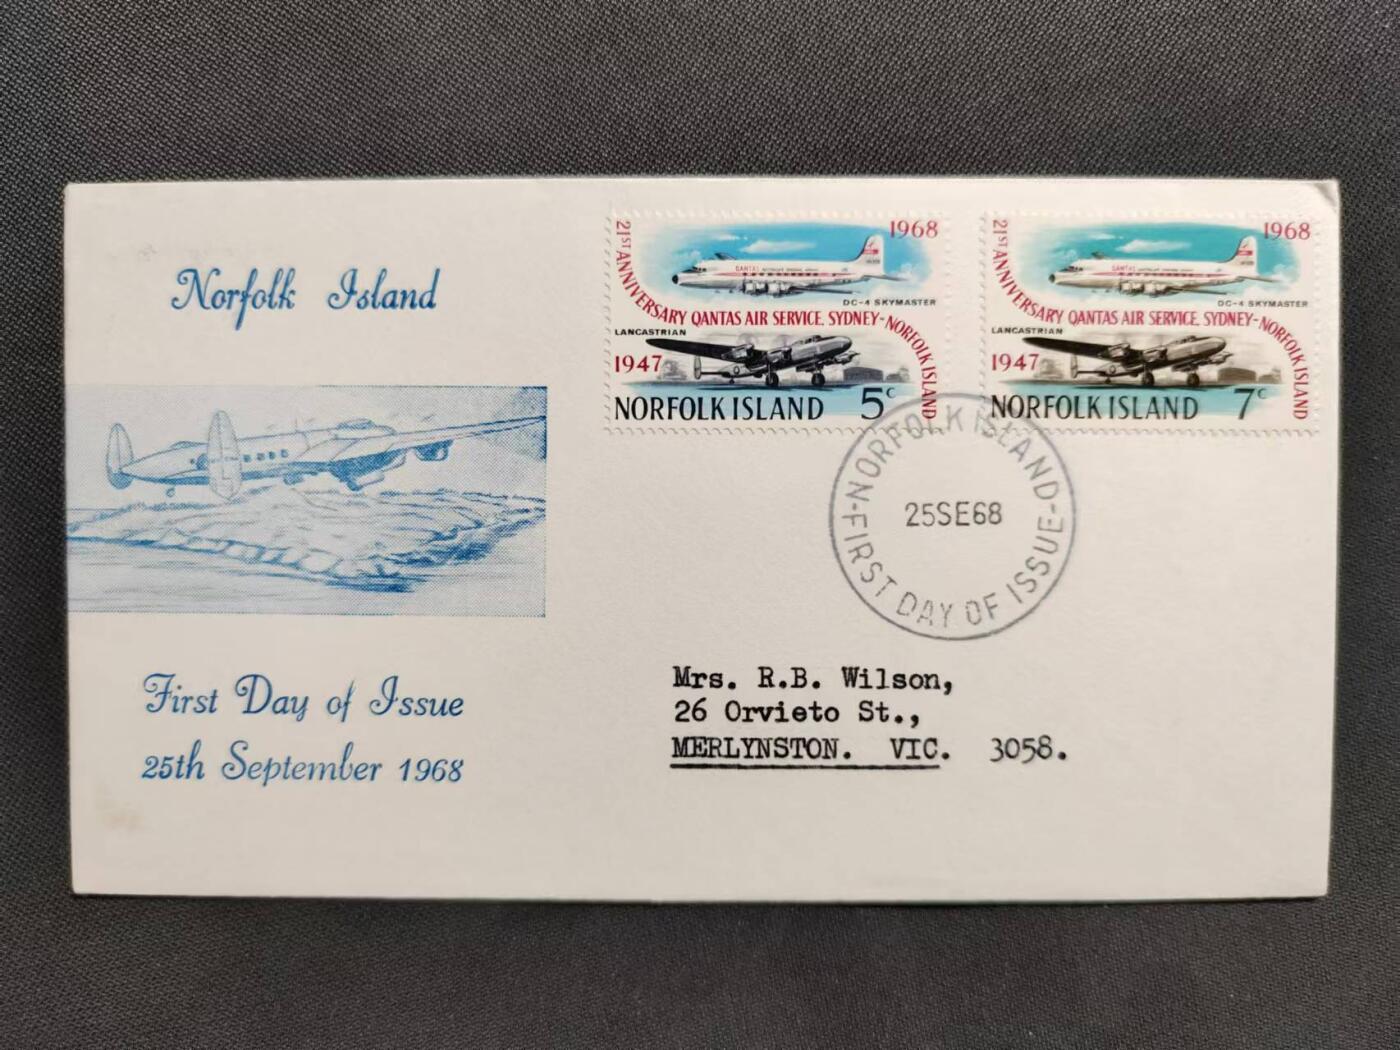 Norfolk Island
First Day of Issue
25th September 1968
21ST ANNIVERSARY QANTAS AIR SERVICE. SYDNEY-NORFOLK ISLAND
1968
QANTAS
DC-4 SKYMASTER
LANCASTRIAN
1947
NORFOLK ISLAND 5c
21ST ANNIVERSARY QANTAS AIR SERVICE. SYDNEY-NORFOLK ISLAND
1968
QANTAS
DC-4 SKYMASTER
LANCASTRIAN
1947
NORFOLK ISLAND 7c
-NORFOLK ISLAND-
25SE68
FIRST DAY OF ISSUE
Mrs. R.B. Wilson,
26 Orvieto St.,
MERLYNSTON. VIC. 3058.